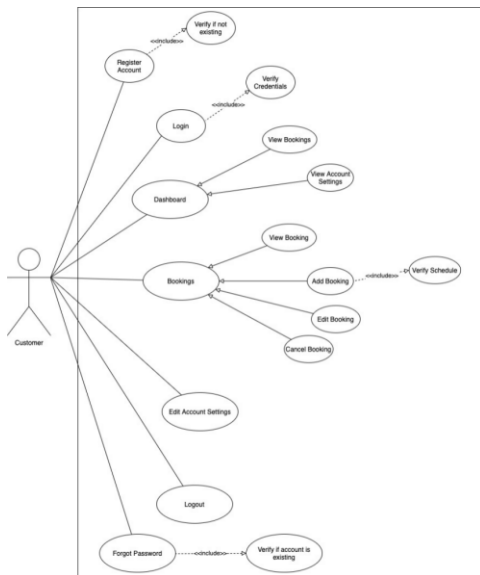 Verify if not
existing
<<include>>
Register
Account
Verify
Credentials
<<include>>
Login
View Bookings
View Account
Settings
Dashboard
View Booking
Bookings
Add Booking
<<include>>
Verify Schedule
Edit Booking
Cancel Booking
Customer
Edit Account Settings
Logout
Forgot Password
<<include>>
Verify if account is
existing